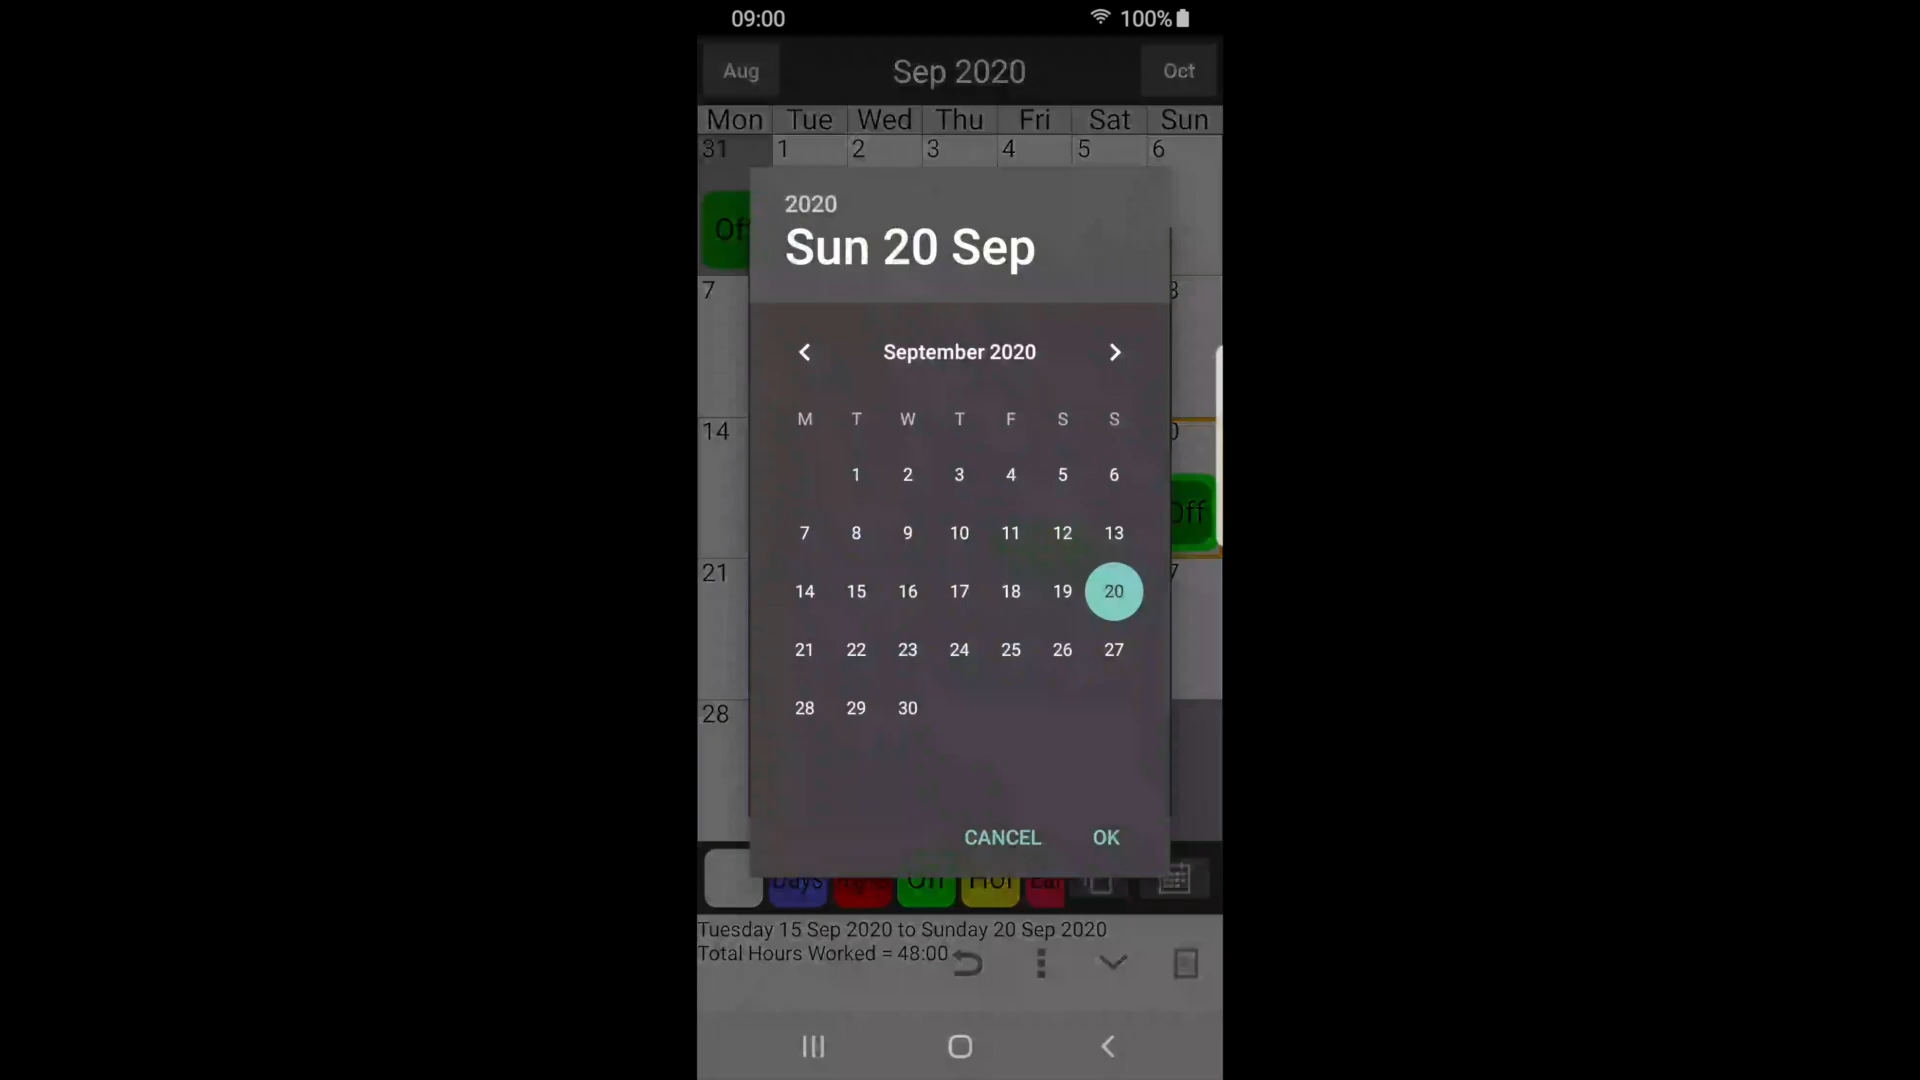 09:00 100%
Aug Sep 2020 Oct
Mon Tue Wed Thu Fri Sat Sun
31 1 2 3 4 5 6
2020
Sun 20 Sep
7
September 2020
M T W T F S S
14
1 2 3 4 5 6
7 8 9 10 11 12 13
Off
21
14 15 16 17 18 19 20
21 22 23 24 25 26 27
28
28 29 30
CANCEL OK
Days Off Hol
Tuesday 15 Sep 2020 to Sunday 20 Sep 2020
Total Hours Worked = 48:00